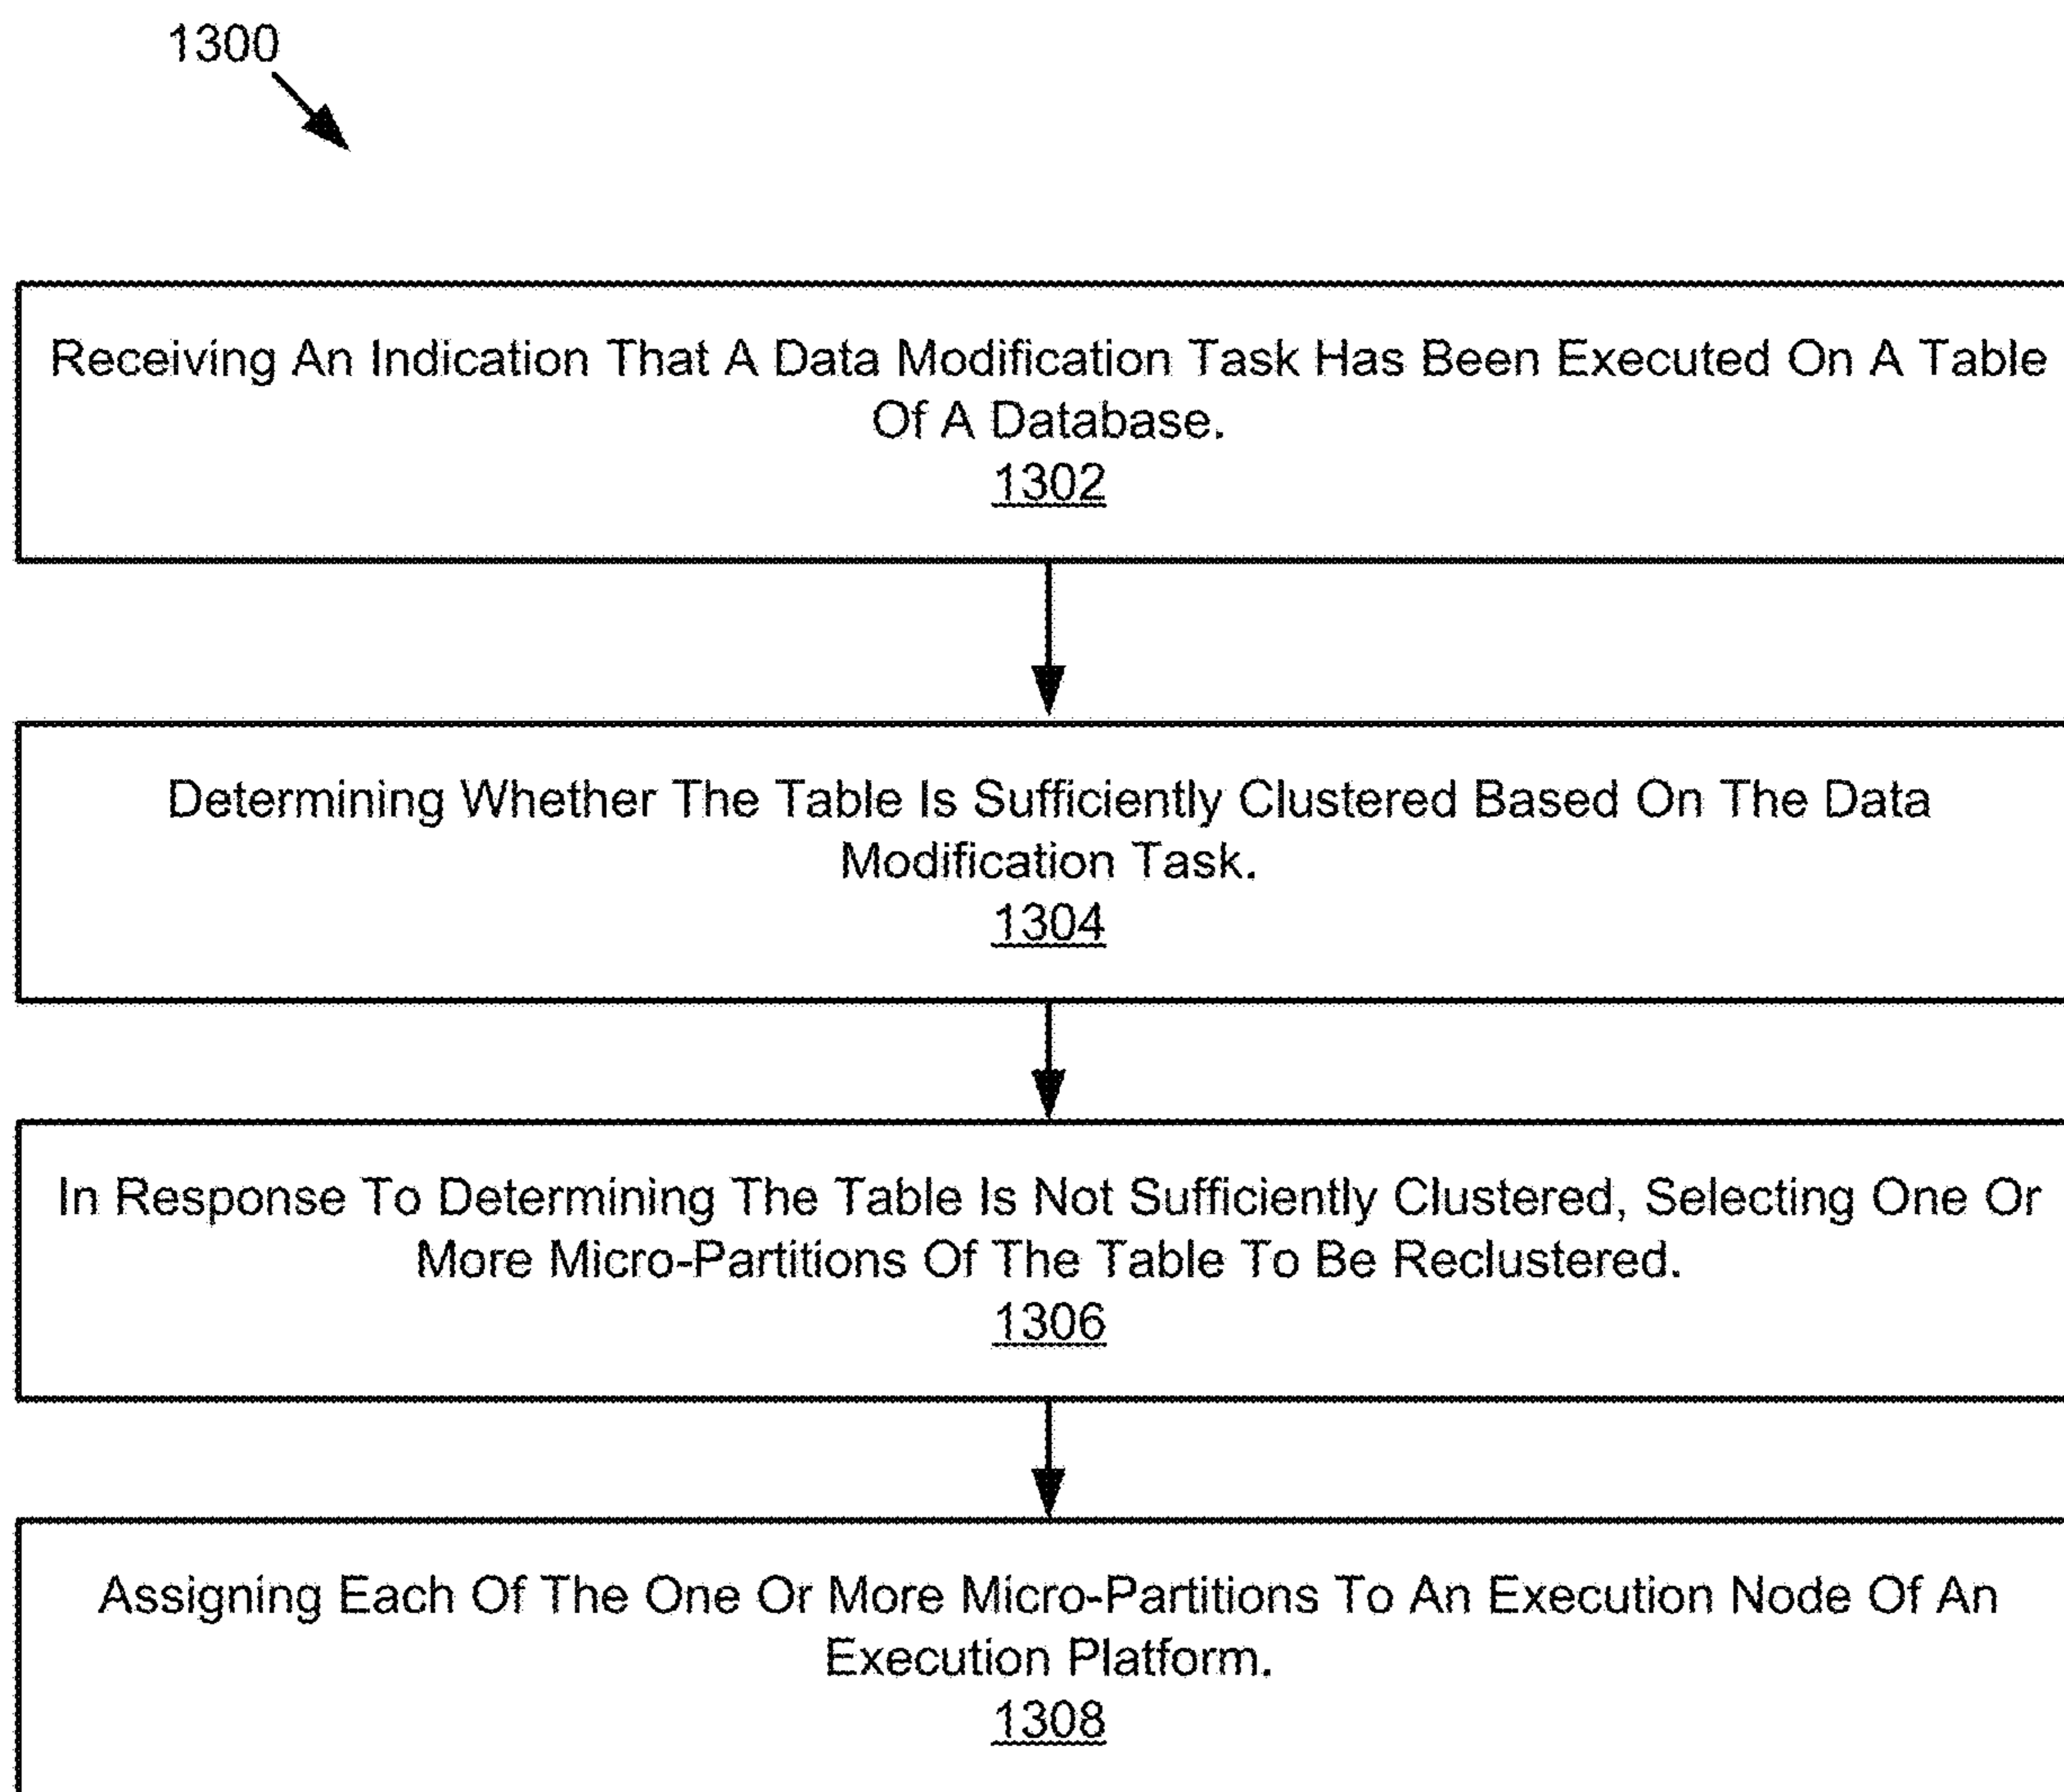 1300
Receiving An Indication That A Data Modification Task Has Been Executed On A Table
Of A Database.
1302
Determining Whether The Table Is Sufficiently Clustered Based On The Data
Modification Task.
1304
In Response To Determining The Table Is Not Sufficiently Clustered, Selecting One Or
More Micro-Partitions Of The Table To Be Reclustered.
1306
Assigning Each Of The One Or More Micro-Partitions To An Execution Node Of An
Execution Platform.
1308